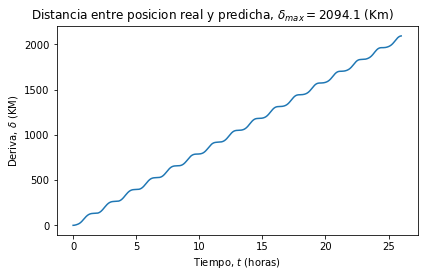 Distancia entre posicion real y predicha, δmax = 2094.1 (Km)
Deriva, δ (KM)
2000
1500
1000
500
0
0 5 10 15 20 25
Tiempo, t (horas)